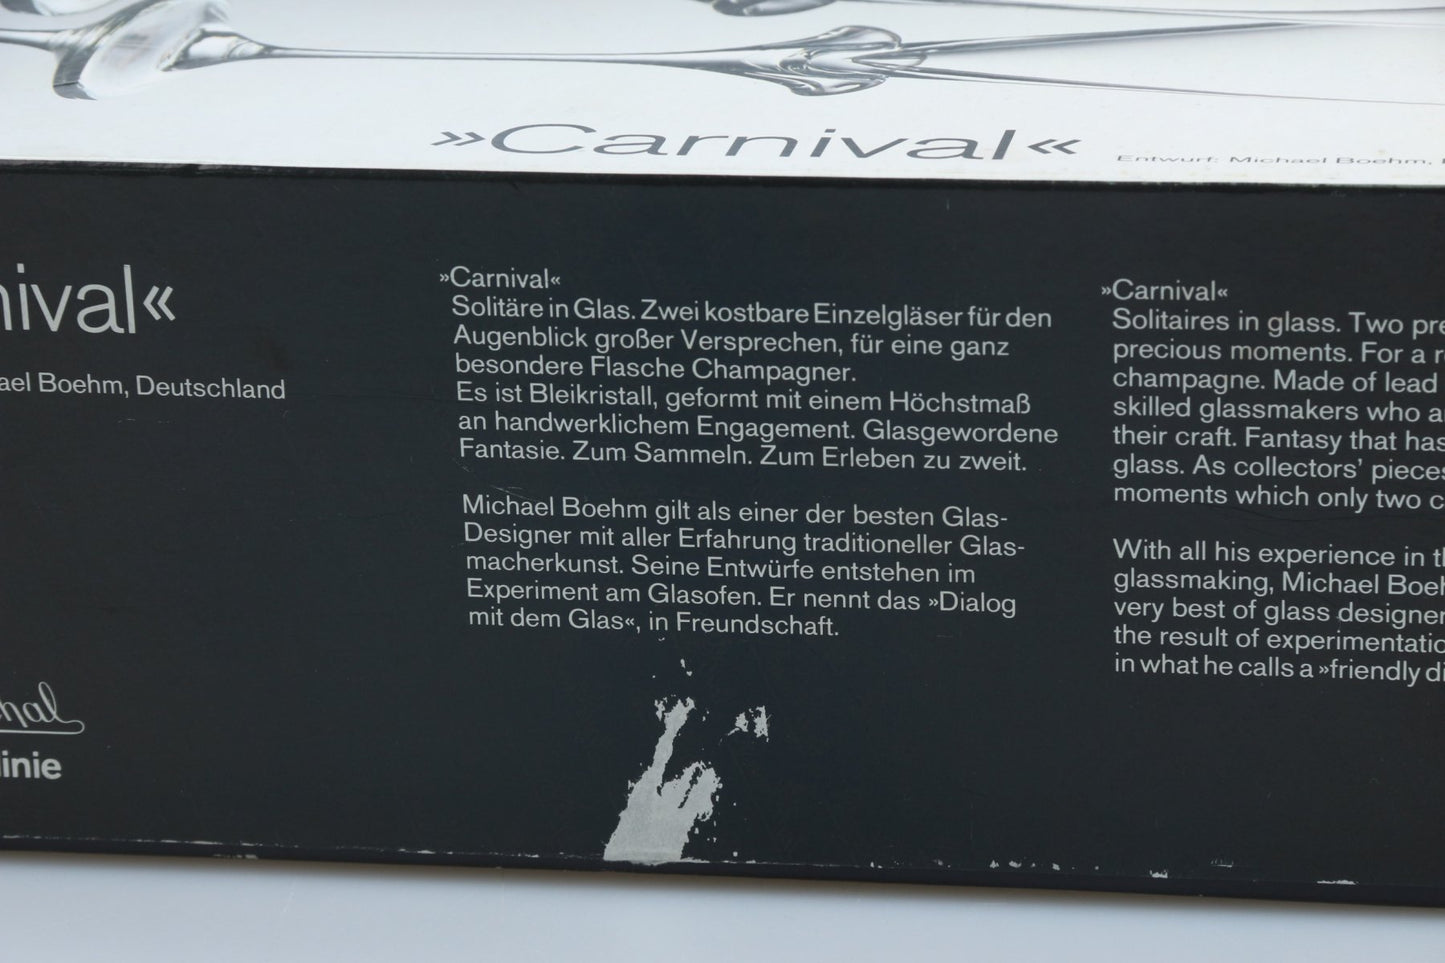 »Carnival«
Entwurf: Michael Boehm,
nival«
ael Boehm, Deutschland
hal
linie
»Carnival«
Solitäre in Glas. Zwei kostbare Einzelgläser für den
Augenblick großer Versprechen, für eine ganz
besondere Flasche Champagner.
Es ist Bleikristall, geformt mit einem Höchstmaß
an handwerklichem Engagement. Glasgewordene
Fantasie. Zum Sammeln. Zum Erleben zu zweit.
Michael Boehm gilt als einer der besten Glas-
Designer mit aller Erfahrung traditioneller Glas-
macherkunst. Seine Entwürfe entstehen im
Experiment am Glasofen. Er nennt das »Dialog
mit dem Glas«, in Freundschaft.
»Carnival«
Solitaires in glass. Two pre
precious moments. For a r
champagne. Made of lead
skilled glassmakers who a
their craft. Fantasy that has
glass. As collectors' pieces
moments which only two c
With all his experience in th
glassmaking, Michael Boeh
very best of glass designer
the result of experimentatio
in what he calls a »friendly di